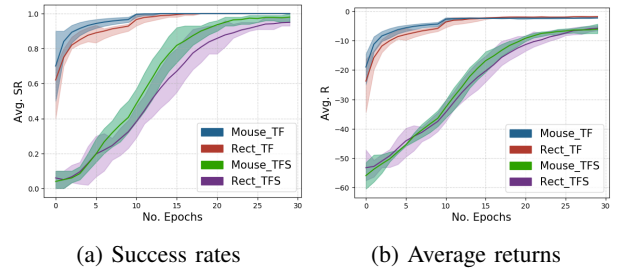 1.0
0.8
0.6
0.4
0.2
0.0
Avg. SR
0 5 10 15 20 25 30
No. Epochs
Mouse_TF
Rect_TF
Mouse_TFS
Rect_TFS
(a) Success rates
0
−10
−20
−30
−40
−50
−60
Avg. R
0 5 10 15 20 25 30
No. Epochs
Mouse_TF
Rect_TF
Mouse_TFS
Rect_TFS
(b) Average returns